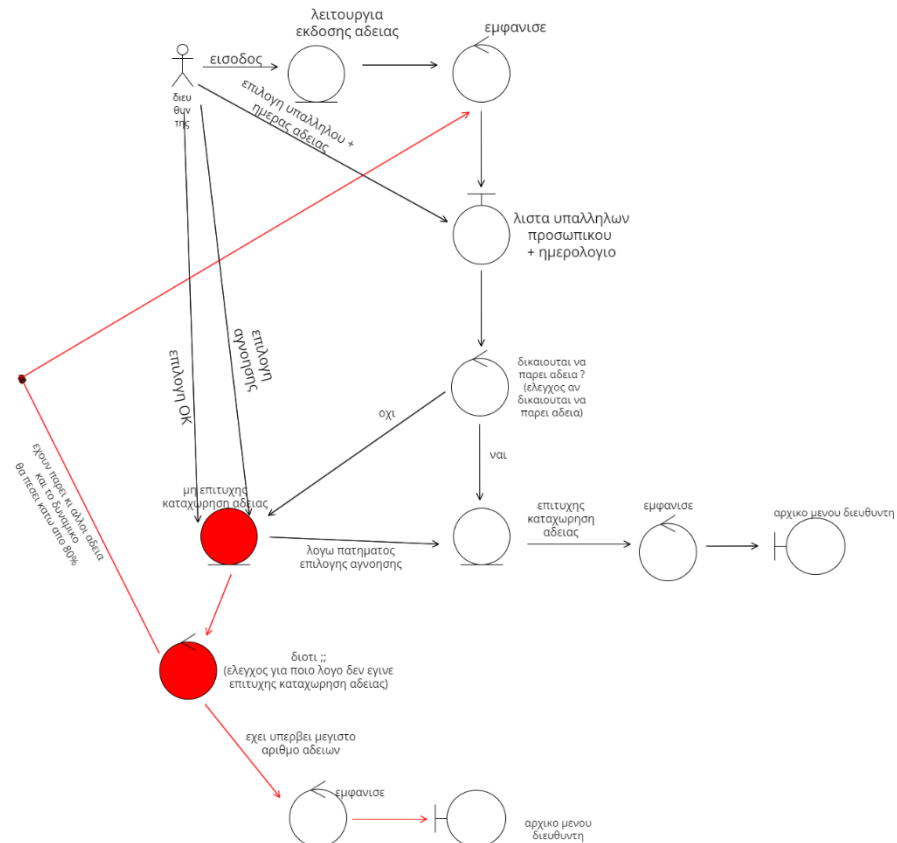 λειτουργια
εκδοσης αδειας
εμφανισε
εισοδος
διευ
θυν
της
επιλογη υπαλληλου +
ημερας αδειας
λιστα υπαλληλων
προσωπικου
+ ημερολογιο
επιλογη
αγνοησης
επιλογη ΟΚ
δικαιουται να
παρει αδεια ?
(ελεγχος αν
δικαιουται να
παρει αδεια)
οχι
ναι
εχουν παρει κι αλλοι αδεια
και το δυναμικο
θα πεσει κατω απο 80%
μη επιτυχης
καταχωρηση αδειας
λογω πατηματος
επιλογης αγνοησης
επιτυχης
καταχωρηση
αδειας
εμφανισε
αρχικο μενου διευθυντη
διοτι ;;
(ελεγχος για ποιο λογο δεν εγινε
επιτυχης καταχωρηση αδειας)
εχει υπερβει μεγιστο
αριθμο αδειων
εμφανισε
αρχικο μενου
διευθυντη